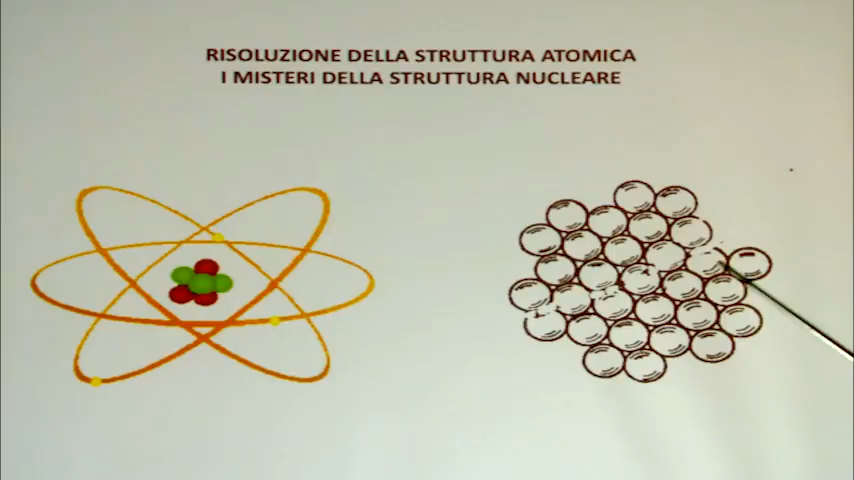 RISOLUZIONE DELLA STRUTTURA ATOMICA
I MISTERI DELLA STRUTTURA NUCLEARE